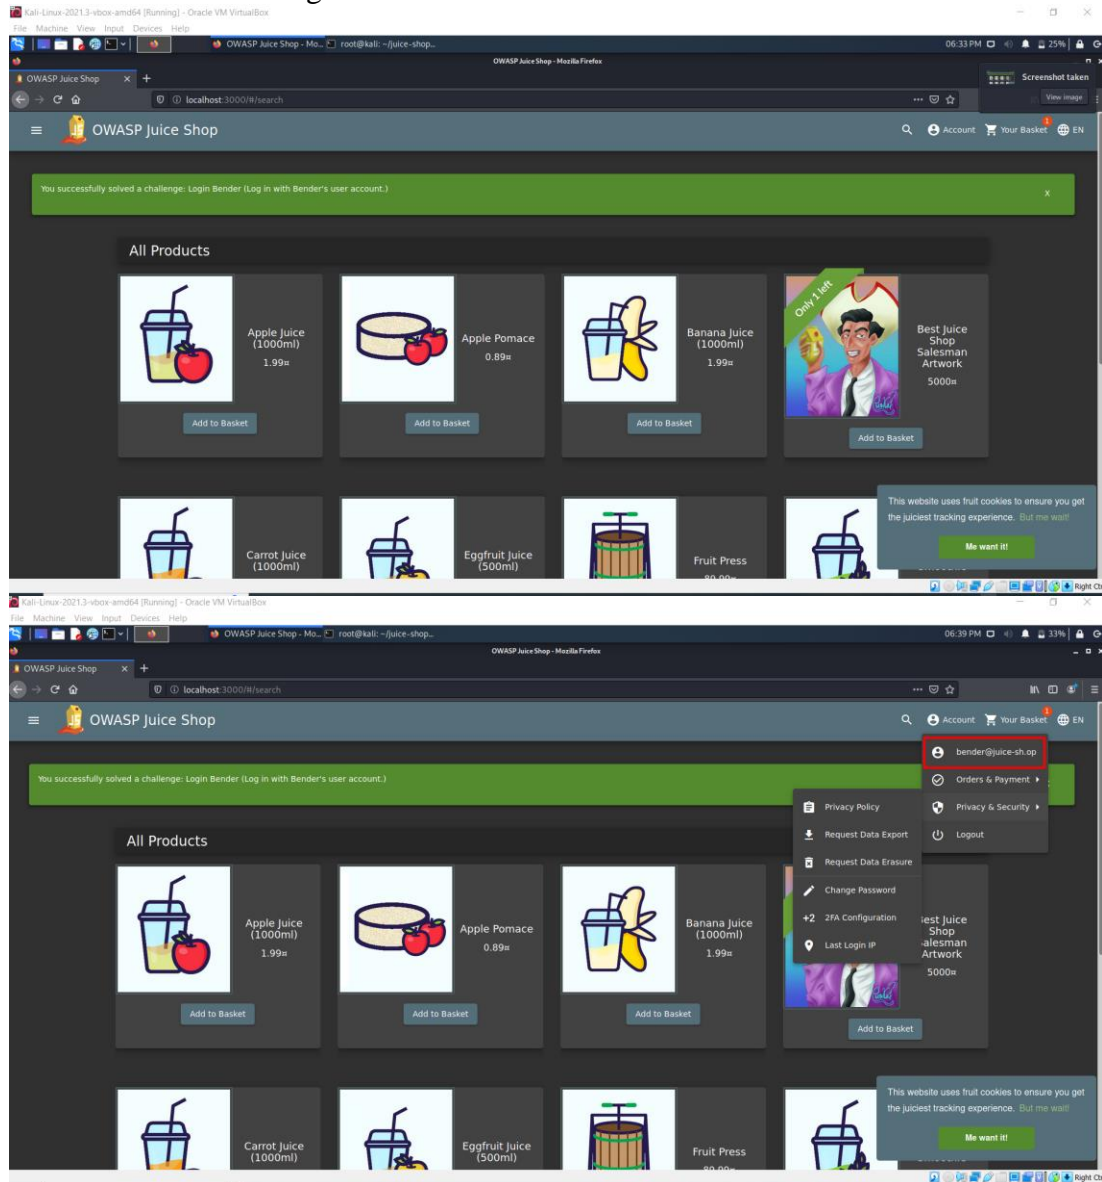 Kali-Linux-2021.3-vbox-amd64 [Running] - Oracle VM VirtualBox
File Machine View Input Devices Help
OWASP Juice Shop - Mo... root@kali: ~/juice-shop... 06:33 PM 25%
OWASP Juice Shop - Mozilla Firefox
OWASP Juice Shop x + Screenshot taken
localhost:3000/#/search View image
OWASP Juice Shop Account Your Basket 1 EN
You successfully solved a challenge: Login Bender (Log in with Bender's user account.) X
All Products
Only 1 left
Apple Juice (1000ml)
1.99¤
Add to Basket
Apple Pomace
0.89¤
Add to Basket
Banana Juice (1000ml)
1.99¤
Add to Basket
Best Juice Shop Salesman Artwork
5000¤
Add to Basket
Carrot Juice (1000ml)
Eggfruit Juice (500ml)
Fruit Press
89.99¤
This website uses fruit cookies to ensure you get
the juiciest tracking experience. But me wait!
Me want it!
Kali-Linux-2021.3-vbox-amd64 [Running] - Oracle VM VirtualBox
File Machine View Input Devices Help
OWASP Juice Shop - Mo... root@kali: ~/juice-shop... 06:39 PM 33%
OWASP Juice Shop - Mozilla Firefox
OWASP Juice Shop x +
localhost:3000/#/search
OWASP Juice Shop Account Your Basket 1 EN
bender@juice-sh.op
Orders & Payment
Privacy & Security
Logout
Privacy Policy
Request Data Export
Request Data Erasure
Change Password
+2 2FA Configuration
Last Login IP
You successfully solved a challenge: Login Bender (Log in with Bender's user account.)
All Products
Apple Juice (1000ml)
1.99¤
Add to Basket
Apple Pomace
0.89¤
Add to Basket
Banana Juice (1000ml)
1.99¤
Add to Basket
Best Juice Shop Salesman Artwork
5000¤
Add to Basket
Carrot Juice (1000ml)
Eggfruit Juice (500ml)
Fruit Press
89.99¤
This website uses fruit cookies to ensure you get
the juiciest tracking experience. But me wait!
Me want it!